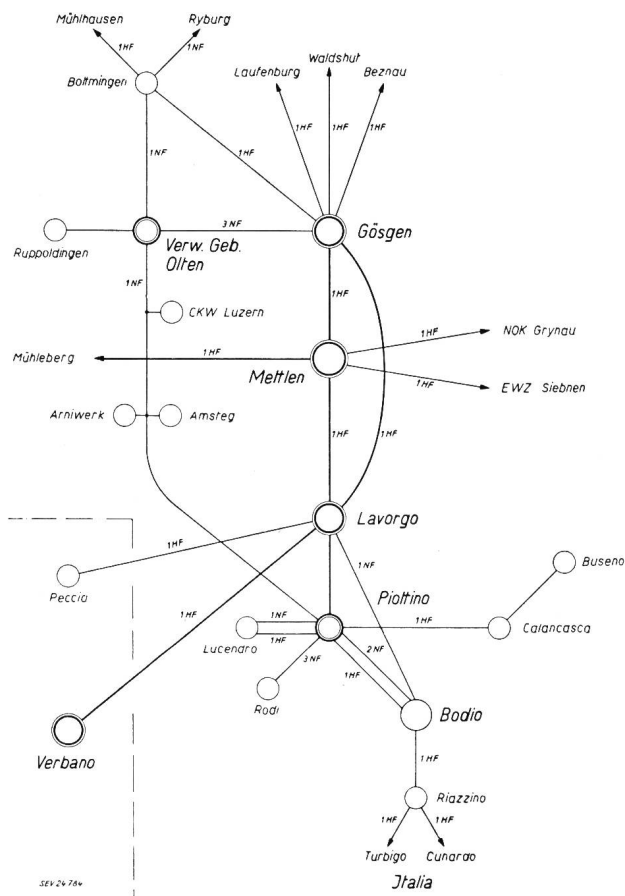 Mühlhausen
Ryburg
1HF
1NF
Waldshut
Laufenburg
Beznau
Bottmingen
1HF
1HF
1HF
1NF
1HF
3NF
Gösgen
Ruppoldingen
Verw. Geb.
Olten
1NF
1HF
CKW Luzern
1HF
NOK Grynau
Mühleberg
1HF
Mettlen
1HF
EWZ Siebnen
Arniwerk
Amsteg
1HF
1HF
Lavorgo
1HF
1NF
Buseno
Peccia
Piottino
1HF
1NF
1HF
Lucendro
1HF
Calancasca
3NF
2NF
1HF
Rodi
Bodio
Verbano
1HF
Riazzino
1HF
1HF
Turbigo
Cunardo
Jtalia
SEV 24784